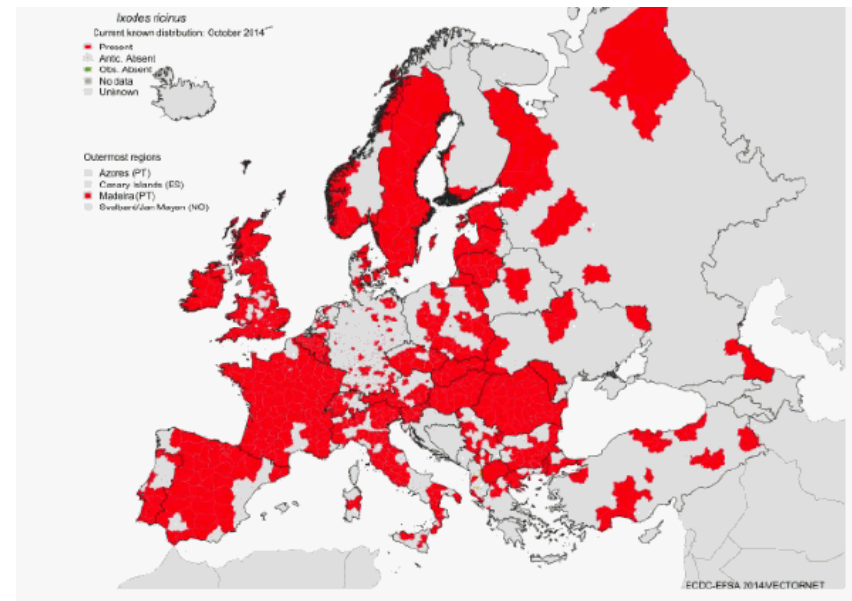 Ixodes ricinus
Current known distribution: October 2014
Present
Antic. Absent
Obs. Absent
No data
Unknown
Outermost regions
Azores (PT)
Canary Islands (ES)
Madeira (PT)
Svalbard/Jan Mayen (NO)
ECDC-EFSA 2014/VECTORNET